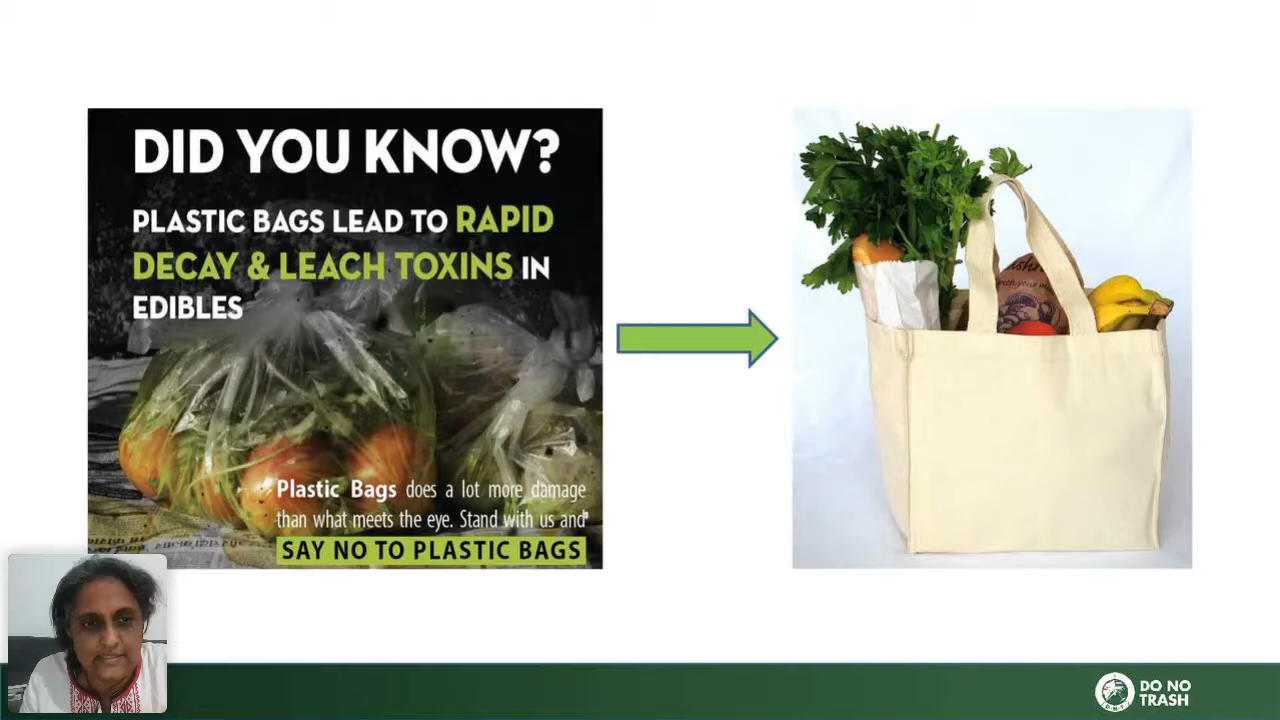 DID YOU KNOW?
PLASTIC BAGS LEAD TO RAPID
DECAY & LEACH TOXINS IN
EDIBLES
Plastic Bags does a lot more damage
than what meets the eye. Stand with us and
SAY NO TO PLASTIC BAGS
DO NO
TRASH